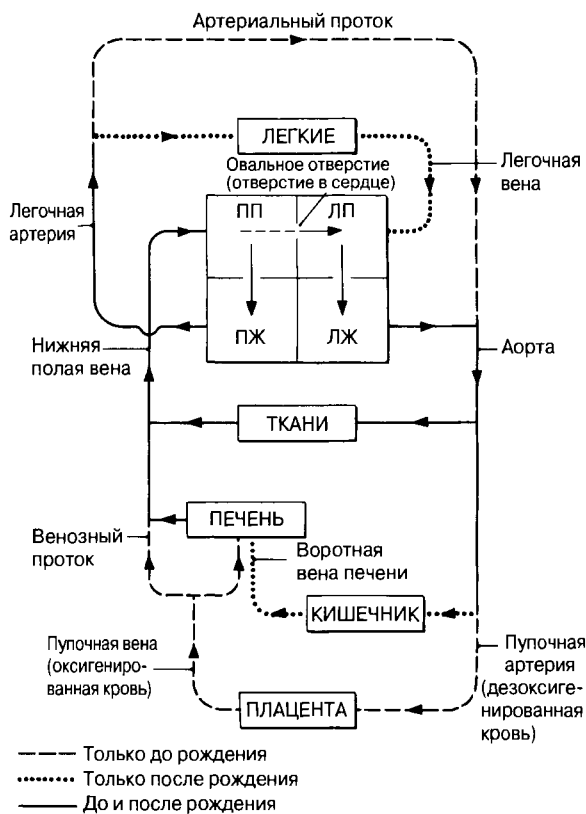 Артериальный проток
ЛЕГКИЕ
Овальное отверстие
(отверстие в сердце)
Легочная
вена
ПП
ЛП
Легочная
артерия
ПЖ
ЛЖ
Нижняя
полая вена
Аорта
ТКАНИ
ПЕЧЕНЬ
Венозный
проток
Воротная
вена печени
КИШЕЧНИК
Пупочная вена
(оксигениро-
ванная кровь)
Пупочная
артерия
(дезоксиге-
нированная
кровь)
ПЛАЦЕНТА
Только до рождения
Только после рождения
До и после рождения